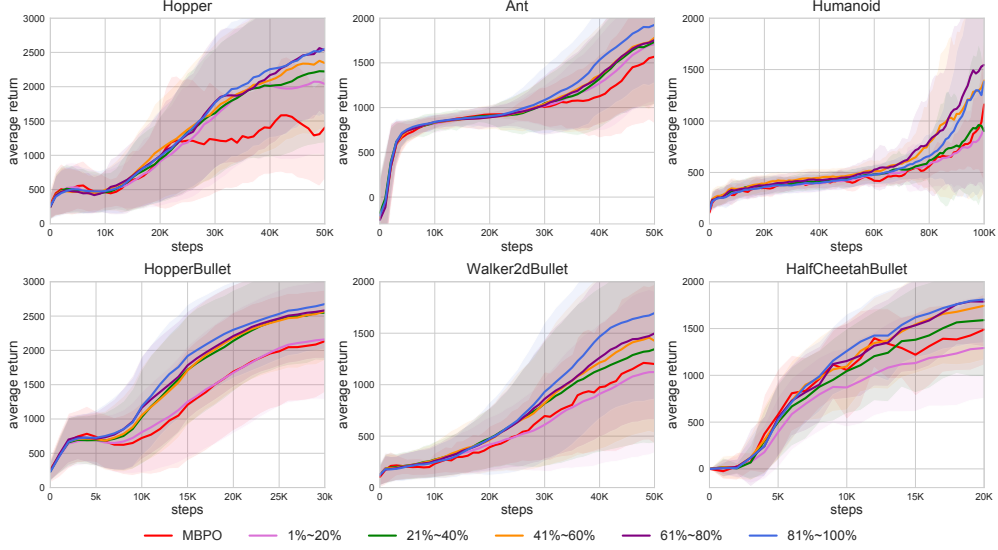 Hopper
Ant
Humanoid
3000
2500
2000
1500
1000
500
0
average return
0
10K
20K
30K
40K
50K
steps
2000
1500
1000
500
0
average return
0
10K
20K
30K
40K
50K
steps
2000
1500
1000
500
0
average return
0
20K
40K
60K
80K
100K
steps
HopperBullet
Walker2dBullet
HalfCheetahBullet
3000
2500
2000
1500
1000
500
0
average return
0
5k
10K
15K
20K
25K
30k
steps
2000
1500
1000
500
0
average return
0
10K
20K
30K
40K
50K
steps
2000
1500
1000
500
0
average return
0
5K
10K
15K
20K
steps
MBPO
1%~20%
21%~40%
41%~60%
61%~80%
81%~100%